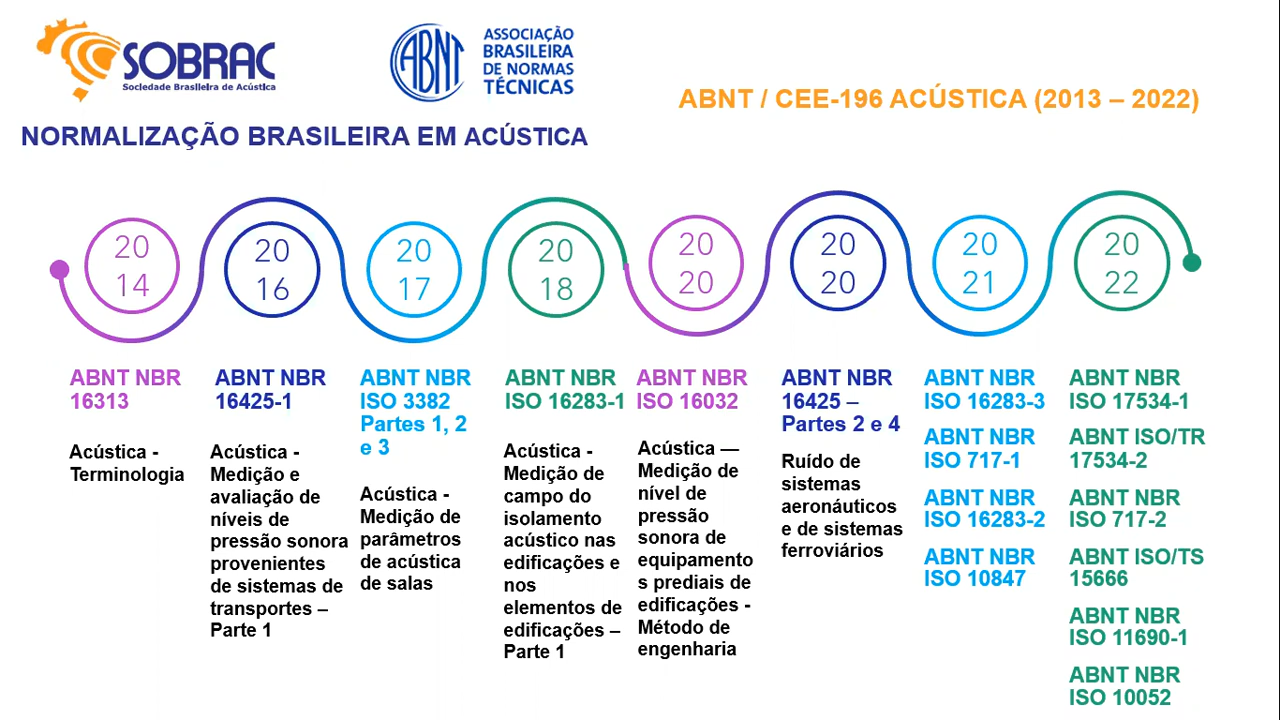 SOBRAC
Sociedade Brasileira de Acústica
ABNT
ASSOCIAÇÃO
BRASILEIRA
DE NORMAS
TÉCNICAS
ABNT / CEE-196 ACÚSTICA (2013 – 2022)
NORMALIZAÇÃO BRASILEIRA EM ACÚSTICA
20
14
20
16
20
17
20
18
20
20
20
20
20
21
20
22
ABNT NBR
16313
Acústica -
Terminologia
ABNT NBR
16425-1
Acústica -
Medição e
avaliação de
níveis de
pressão sonora
provenientes
de sistemas de
transportes –
Parte 1
ABNT NBR
ISO 3382
Partes 1, 2
e 3
Acústica -
Medição de
parâmetros
de acústica
de salas
ABNT NBR
ISO 16283-1
Acústica -
Medição de
campo do
isolamento
acústico nas
edificações e
nos
elementos de
edificações –
Parte 1
ABNT NBR
ISO 16032
Acústica —
Medição de
nível de
pressão
sonora de
equipamento
s prediais de
edificações -
Método de
engenharia
ABNT NBR
16425 –
Partes 2 e 4
Ruído de
sistemas
aeronáuticos
e de sistemas
ferroviários
ABNT NBR
ISO 16283-3
ABNT NBR
ISO 717-1
ABNT NBR
ISO 16283-2
ABNT NBR
ISO 10847
ABNT NBR
ISO 17534-1
ABNT ISO/TR
17534-2
ABNT NBR
ISO 717-2
ABNT ISO/TS
15666
ABNT NBR
ISO 11690-1
ABNT NBR
ISO 10052